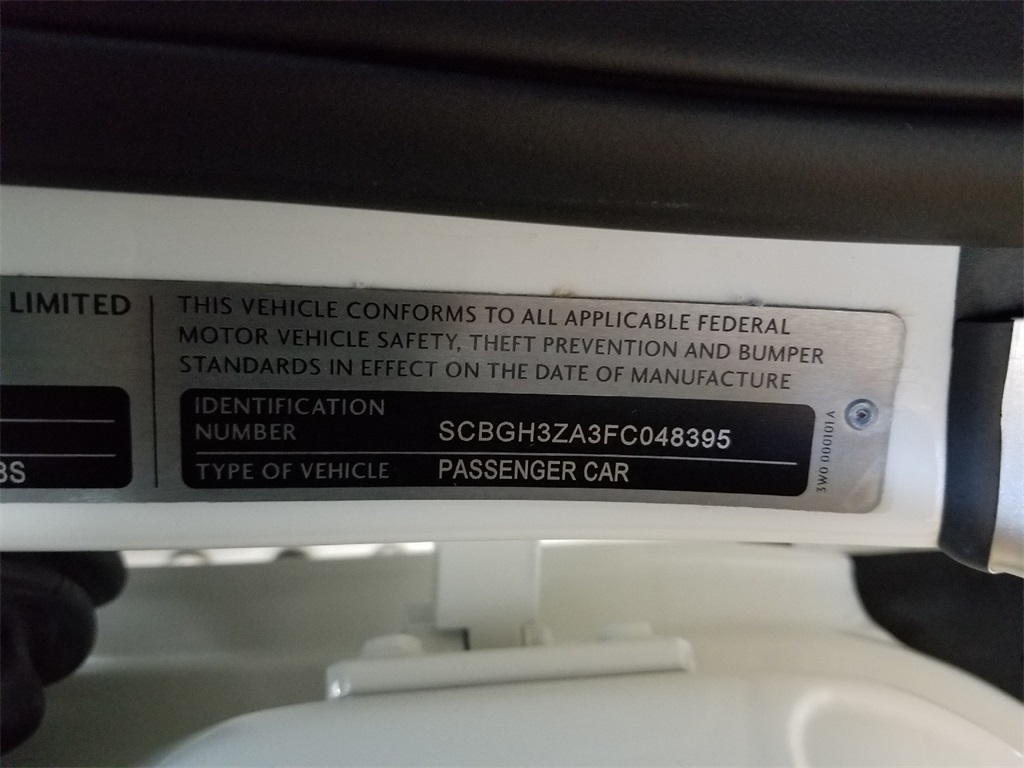 LIMITED
THIS VEHICLE CONFORMS TO ALL APPLICABLE FEDERAL
MOTOR VEHICLE SAFETY, THEFT PREVENTION AND BUMPER
STANDARDS IN EFFECT ON THE DATE OF MANUFACTURE
IDENTIFICATION
NUMBER SCBGH3ZA3FC048395
TYPE OF VEHICLE PASSENGER CAR
3W0 000101 A